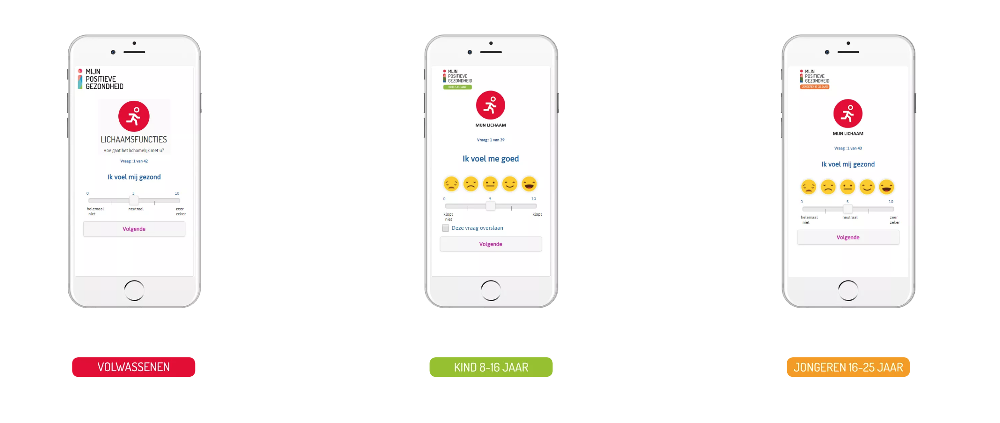 MIJN
POSITIEVE
GEZONDHEID
LICHAAMSFUNCTIES
Hoe gaat het lichamelijk met u?
Vraag : 1 van 42
Ik voel mij gezond
0 5 10
helemaal niet neutraal zeer zeker
Volgende
VOLWASSENEN
MIJN
POSITIEVE
GEZONDHEID
KIND 8-16 JAAR
MIJN LICHAAM
Vraag : 1 van 39
Ik voel me goed
0 5 10
klopt niet klopt
Deze vraag overslaan
Volgende
KIND 8-16 JAAR
MIJN
POSITIEVE
GEZONDHEID
JONGEREN 16-25 JAAR
MIJN LICHAAM
Vraag : 1 van 43
Ik voel mij gezond
0 5 10
helemaal niet neutraal zeer zeker
Volgende
JONGEREN 16-25 JAAR